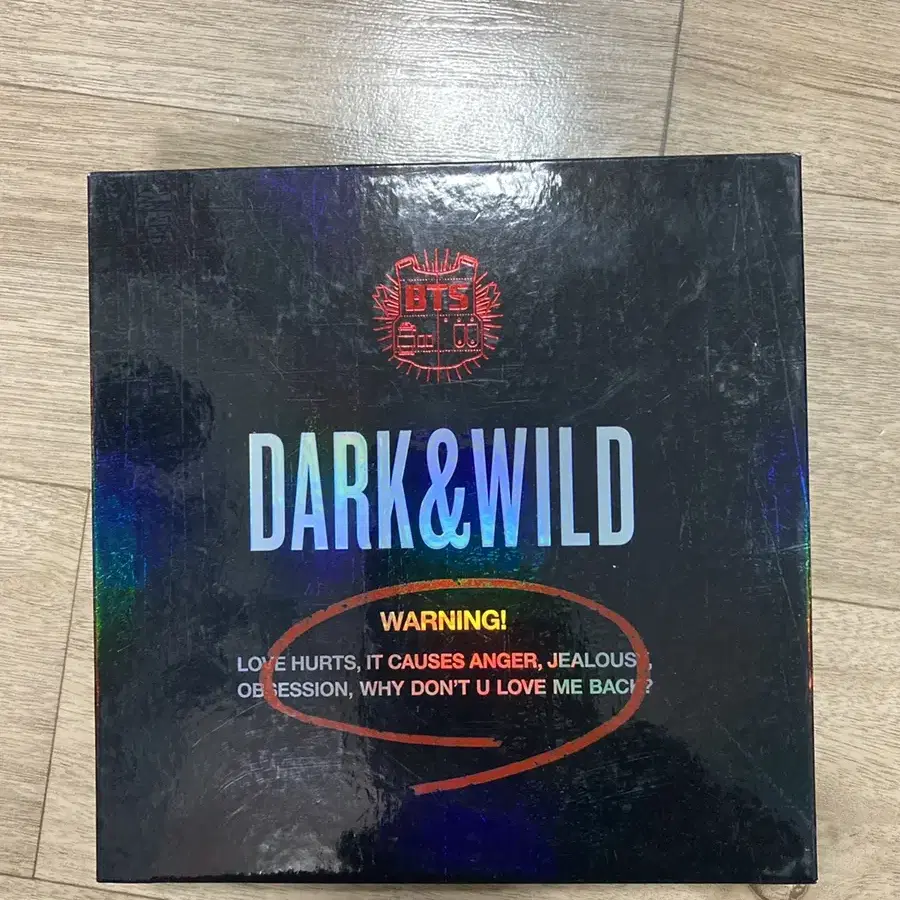 BTS
DARK&WILD
WARNING!
LOVE HURTS, IT CAUSES ANGER, JEALOUSY,
OBSESSION, WHY DON'T U LOVE ME BACK?